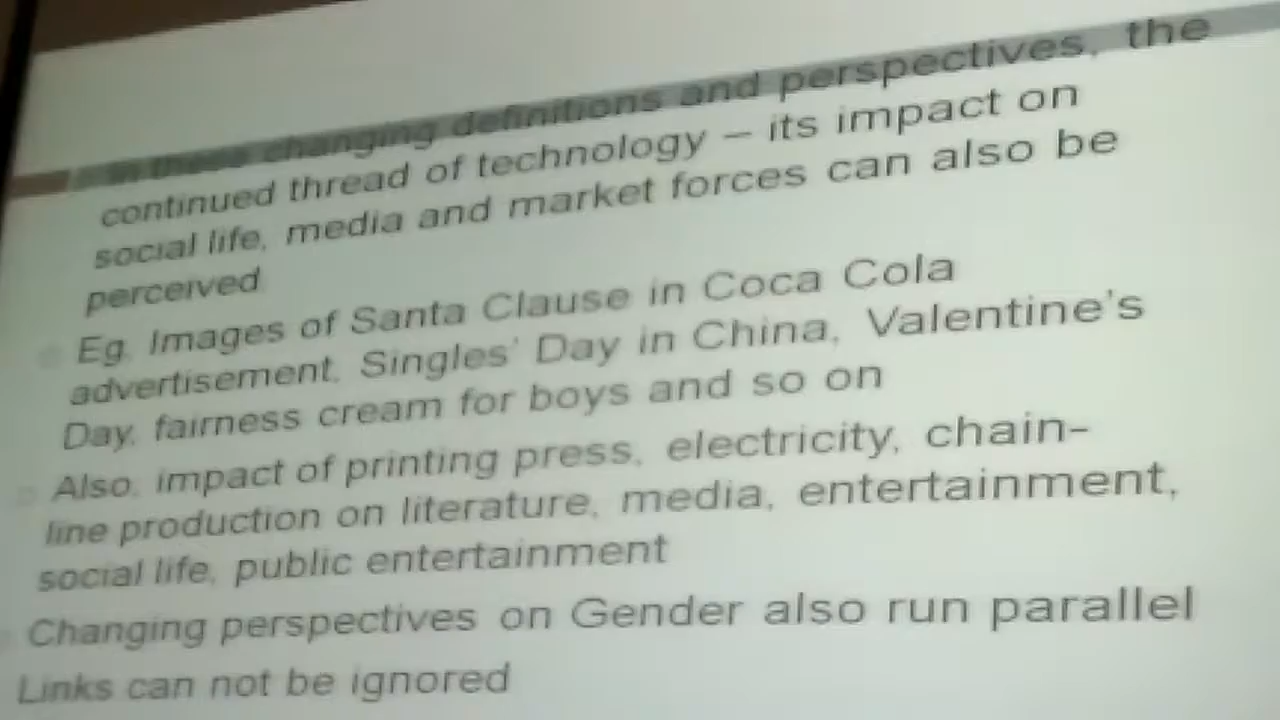 In these changing definitions and perspectives, the
continued thread of technology – its impact on
social life, media and market forces can also be
perceived
Eg. Images of Santa Clause in Coca Cola
advertisement, Singles' Day in China, Valentine's
Day, fairness cream for boys and so on
Also, impact of printing press, electricity, chain-
line production on literature, media, entertainment,
social life, public entertainment
Changing perspectives on Gender also run parallel
Links can not be ignored